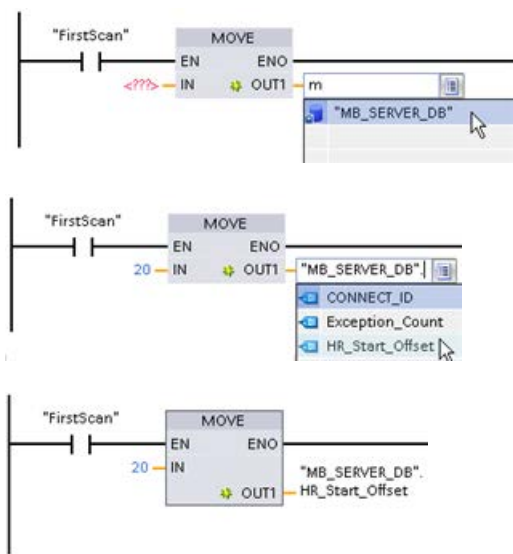 "FirstScan"
MOVE
EN ENO
<???> IN OUT1 m
"MB_SERVER_DB"
"FirstScan"
MOVE
EN ENO
20 IN OUT1 "MB_SERVER_DB".
CONNECT_ID
Exception_Count
HR_Start_Offset
"FirstScan"
MOVE
EN ENO
20 IN
"MB_SERVER_DB".
OUT1 HR_Start_Offset